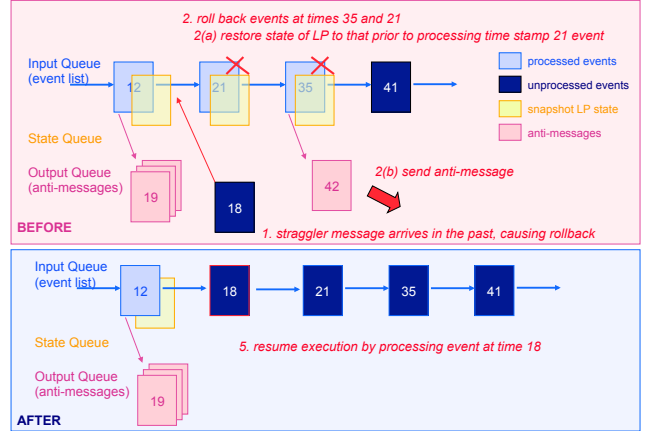 2. roll back events at times 35 and 21
2(a) restore state of LP to that prior to processing time stamp 21 event
Input Queue
(event list)
12
21
35
41
processed events
unprocessed events
snapshot LP state
anti-messages
State Queue
Output Queue
(anti-messages)
19
18
42
2(b) send anti-message
1. straggler message arrives in the past, causing rollback
BEFORE
Input Queue
(event list)
12
18
21
35
41
State Queue
5. resume execution by processing event at time 18
Output Queue
(anti-messages)
19
AFTER